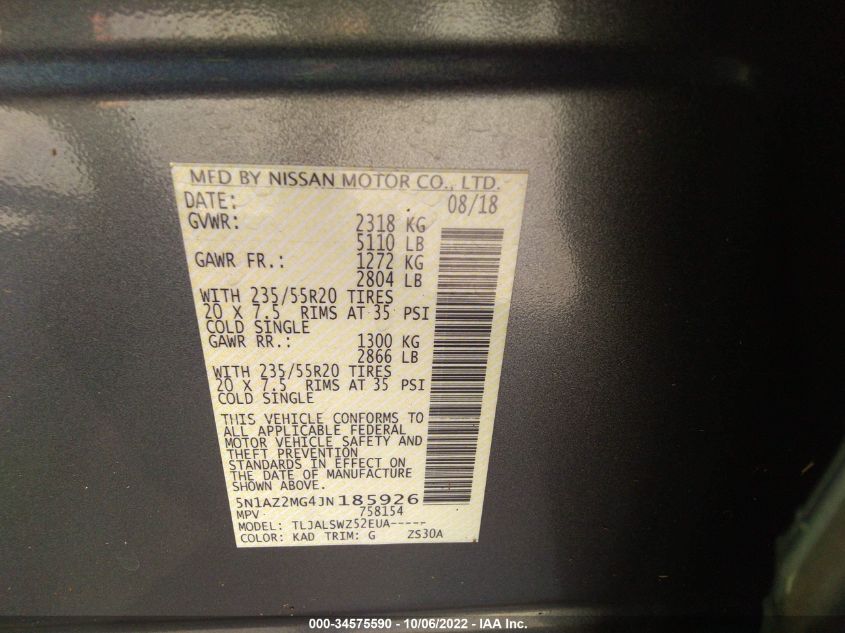 MFD BY NISSAN MOTOR CO., LTD.
DATE: 08/18
GVWR: 2318 KG
5110 LB
GAWR FR.: 1272 KG
2804 LB
WITH 235/55R20 TIRES
20 X 7.5 RIMS AT 35 PSI
COLD SINGLE
GAWR RR.: 1300 KG
2866 LB
WITH 235/55R20 TIRES
20 X 7.5 RIMS AT 35 PSI
COLD SINGLE
THIS VEHICLE CONFORMS TO
ALL APPLICABLE FEDERAL
MOTOR VEHICLE SAFETY AND
THEFT PREVENTION
STANDARDS IN EFFECT ON
THE DATE OF MANUFACTURE
SHOWN ABOVE.
5N1AZ2MG4JN185926
MPV 758154
MODEL: TLJALSWZ52EUA-----
COLOR: KAD TRIM: G ZS30A
000-34575590 - 10/06/2022 - IAA Inc.